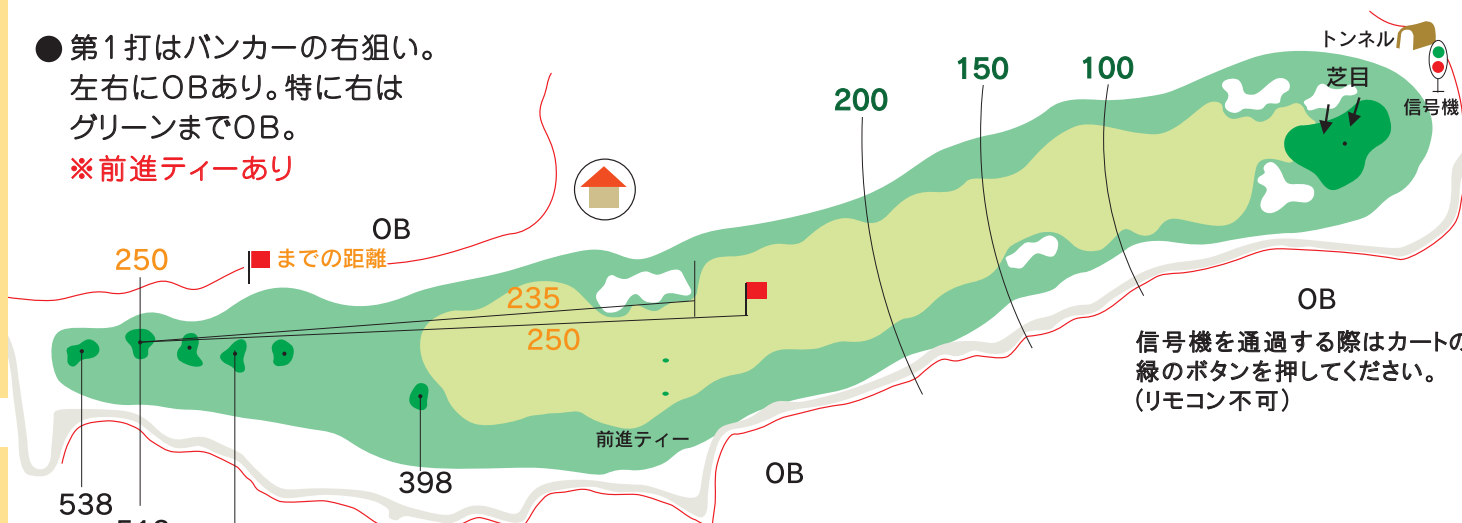 ●第1打はバンカーの右狙い。
左右にOBあり。特に右は
グリーンまでOB。
※前進ティーあり
トンネル
芝目
信号機
100
150
200
OB
250
までの距離
235
250
OB
信号機を通過する際はカートの
緑のボタンを押してください。
(リモコン不可)
前進ティー
OB
398
538